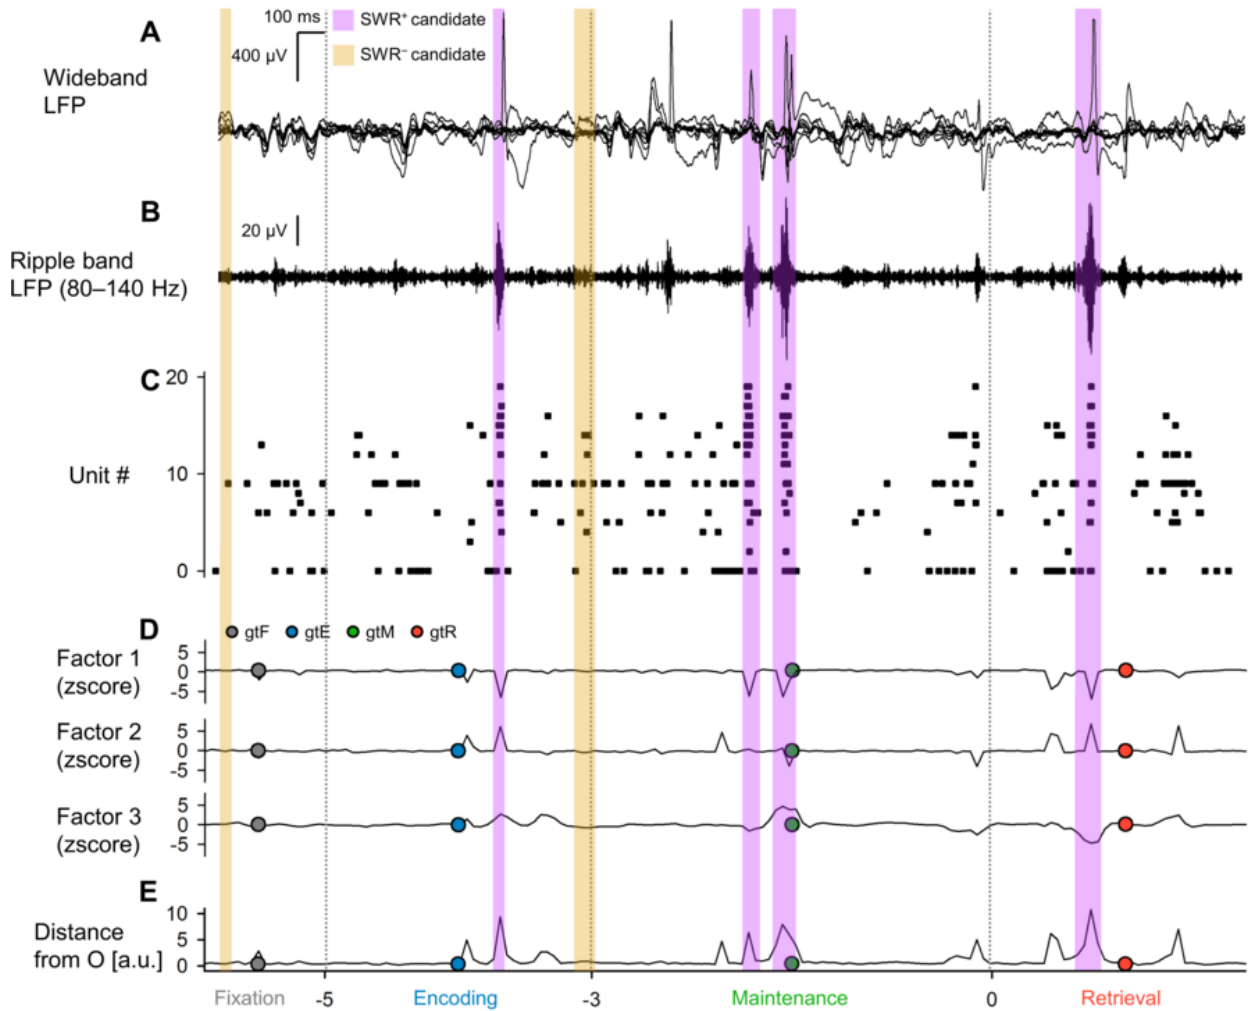 A
100 ms
400 µV
SWR⁺ candidate
SWR⁻ candidate
Wideband
LFP
B
20 µV
Ripple band
LFP (80–140 Hz)
C
20
10
0
Unit #
D
gtF
gtE
gtM
gtR
Factor 1
(zscore)
5
0
-5
Factor 2
(zscore)
5
0
-5
Factor 3
(zscore)
5
0
-5
E
Distance
from O [a.u.]
10
5
0
Fixation
-5
Encoding
-3
Maintenance
0
Retrieval